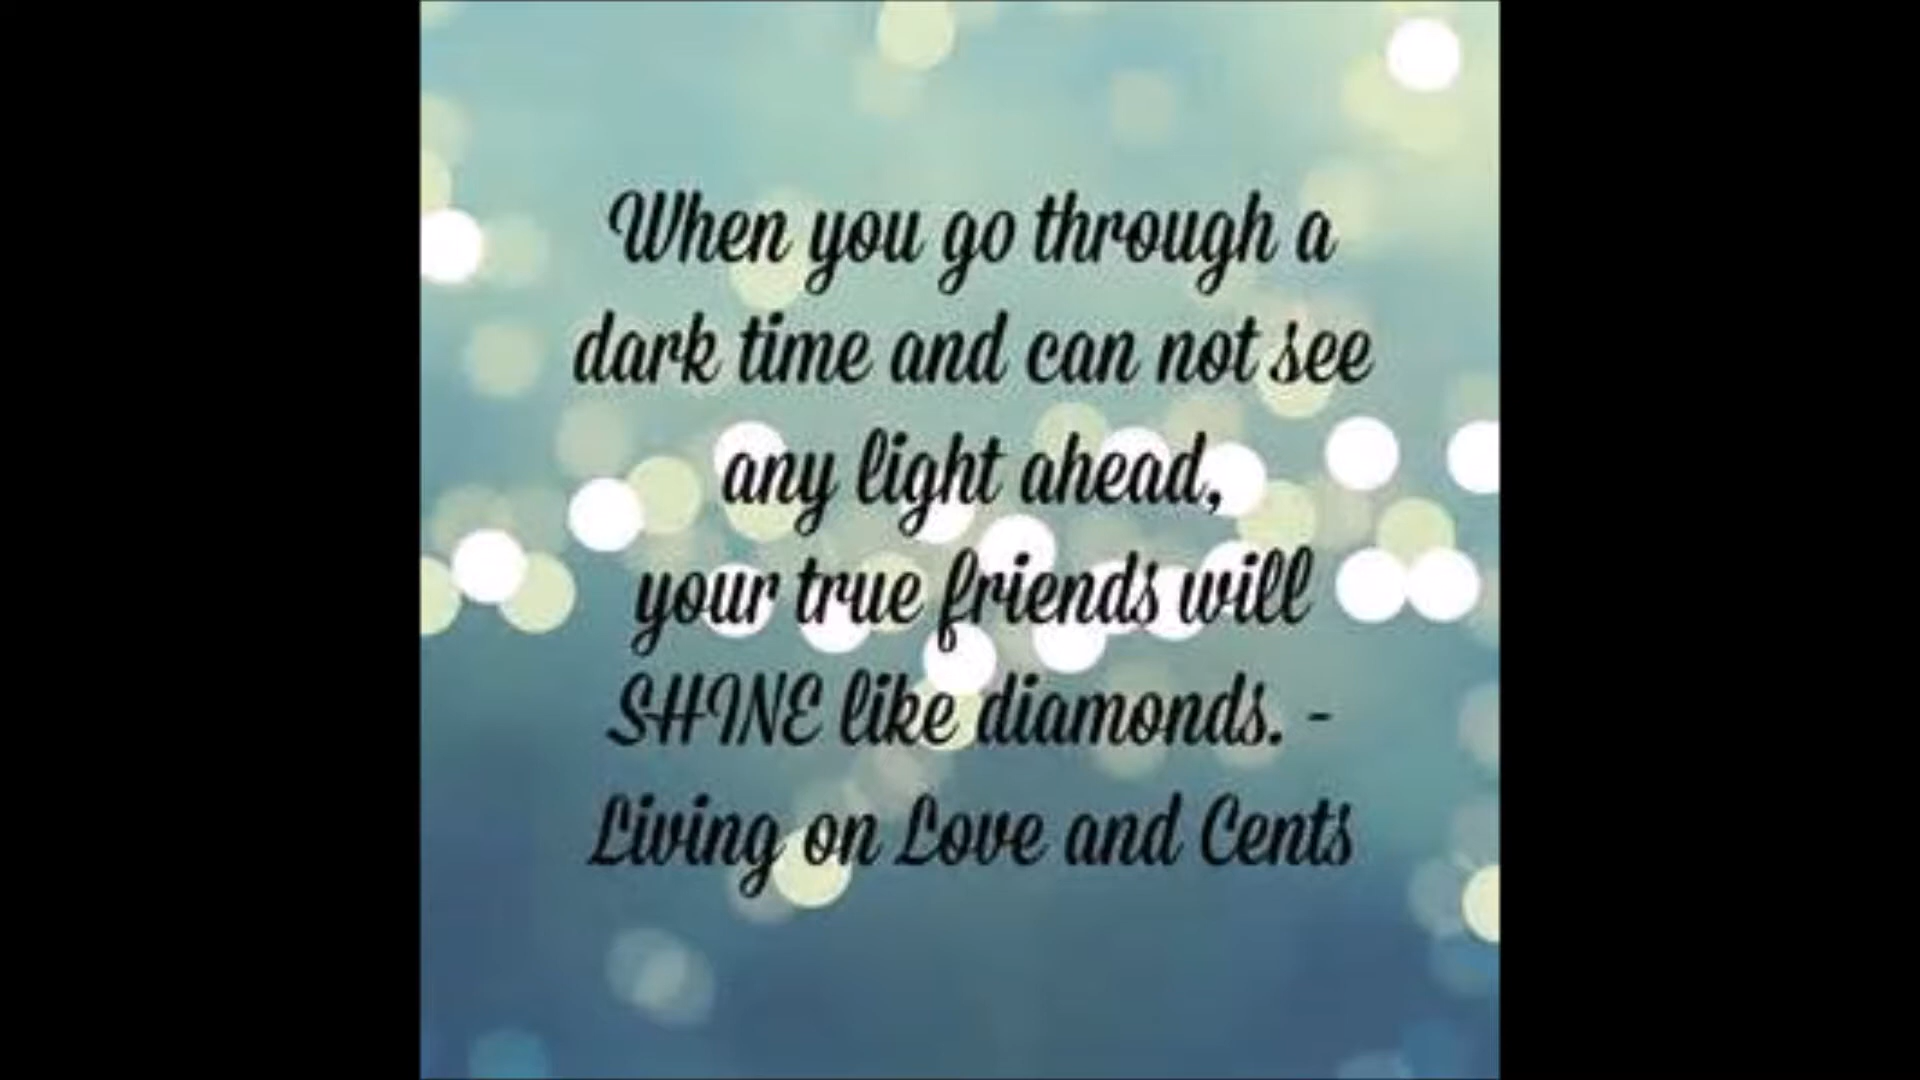 When you go through a
dark time and can not see
any light ahead,
your true friends will
SHINE like diamonds. -
Living on Love and Cents